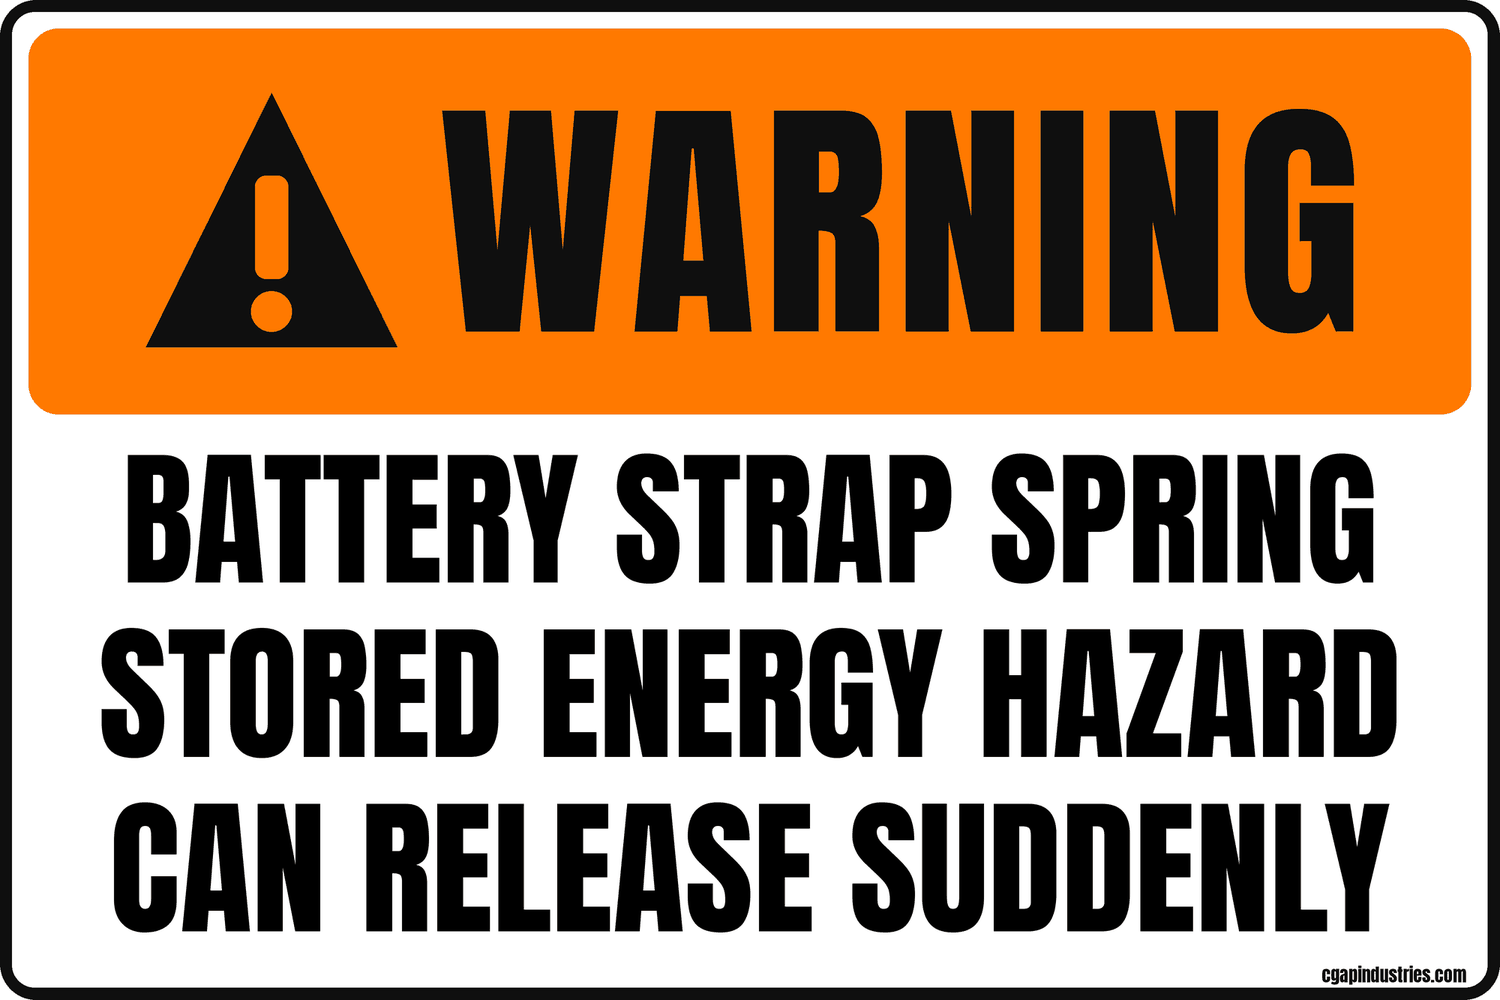 WARNING
BATTERY STRAP SPRING
STORED ENERGY HAZARD
CAN RELEASE SUDDENLY
cgapindustries.com